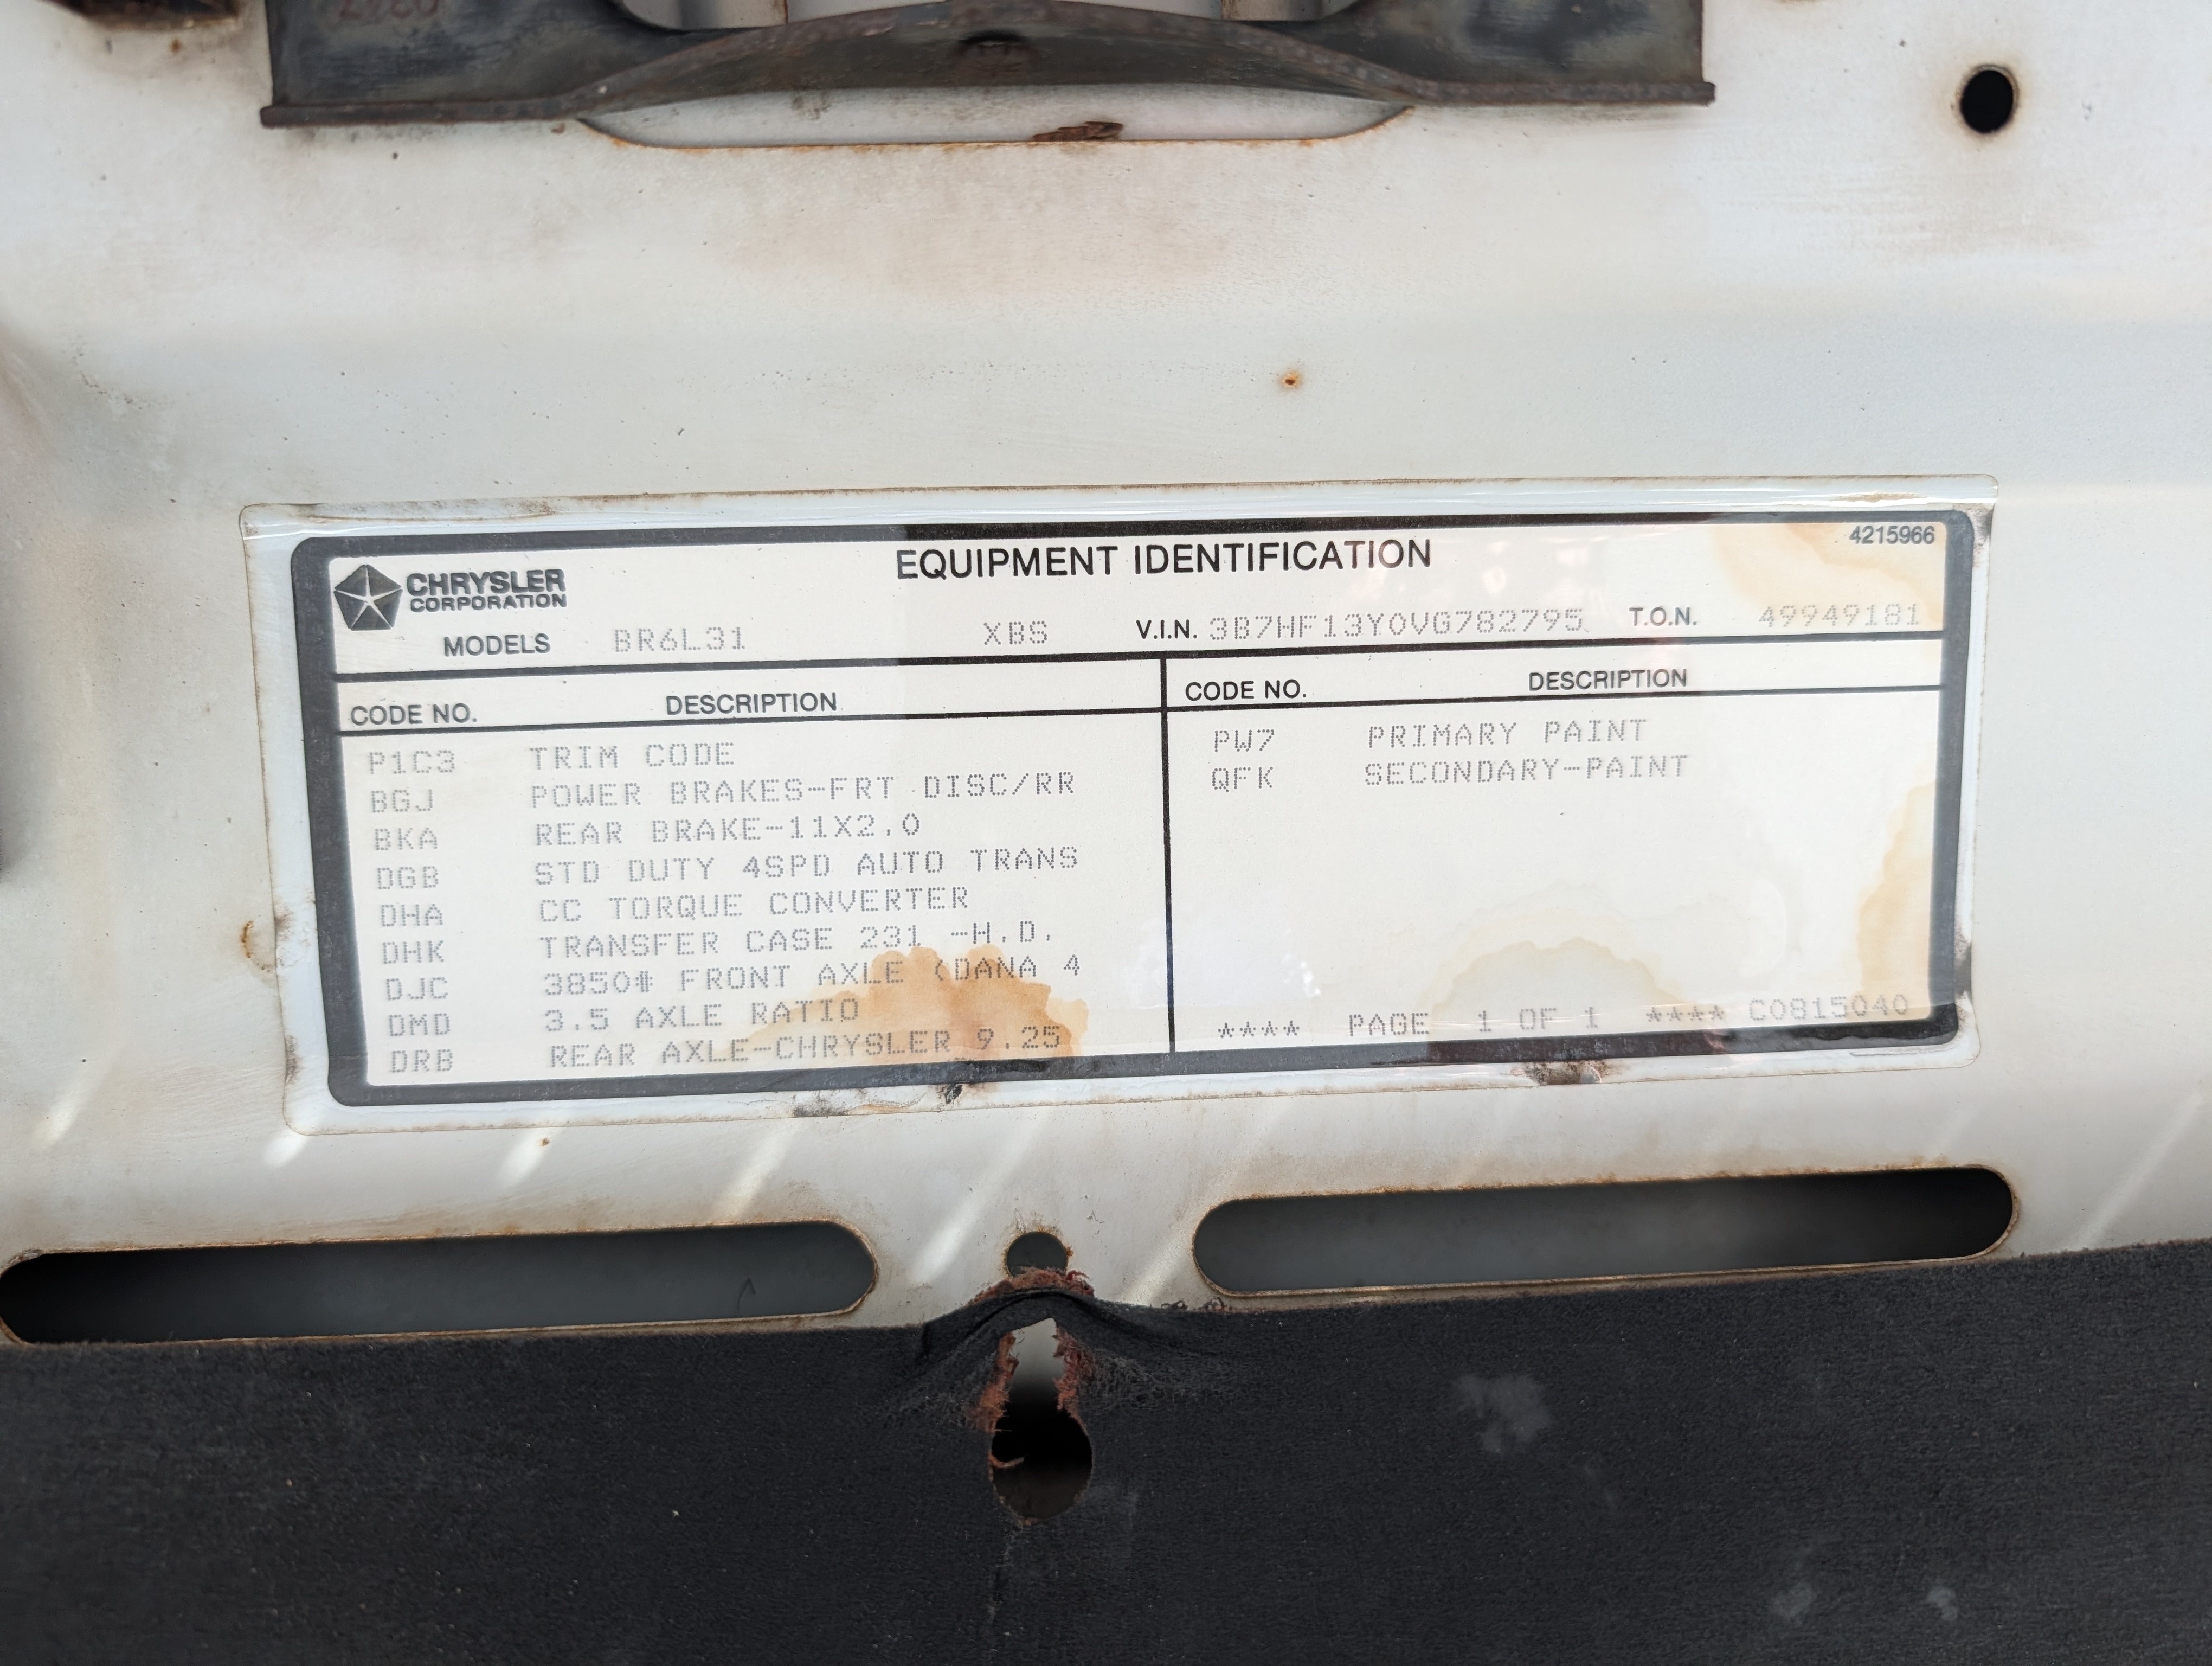 EQUIPMENT IDENTIFICATION 4215966
CHRYSLER
CORPORATION
MODELS BR6L31 XBS V.I.N. 3B7HF13Y0VG782795 T.O.N. 49949181
CODE NO. DESCRIPTION
P1C3 TRIM CODE
BGJ POWER BRAKES-FRT DISC/RR
BKA REAR BRAKE-11X2.0
DGB STD DUTY 4SPD AUTO TRANS
DHA CC TORQUE CONVERTER
DHK TRANSFER CASE 231 -H.D.
DJC 3850# FRONT AXLE (DANA 4
DMD 3.5 AXLE RATIO
DRB REAR AXLE-CHRYSLER 9.25
CODE NO. DESCRIPTION
PW7 PRIMARY PAINT
QFK SECONDARY-PAINT
**** PAGE 1 OF 1 **** C0815040